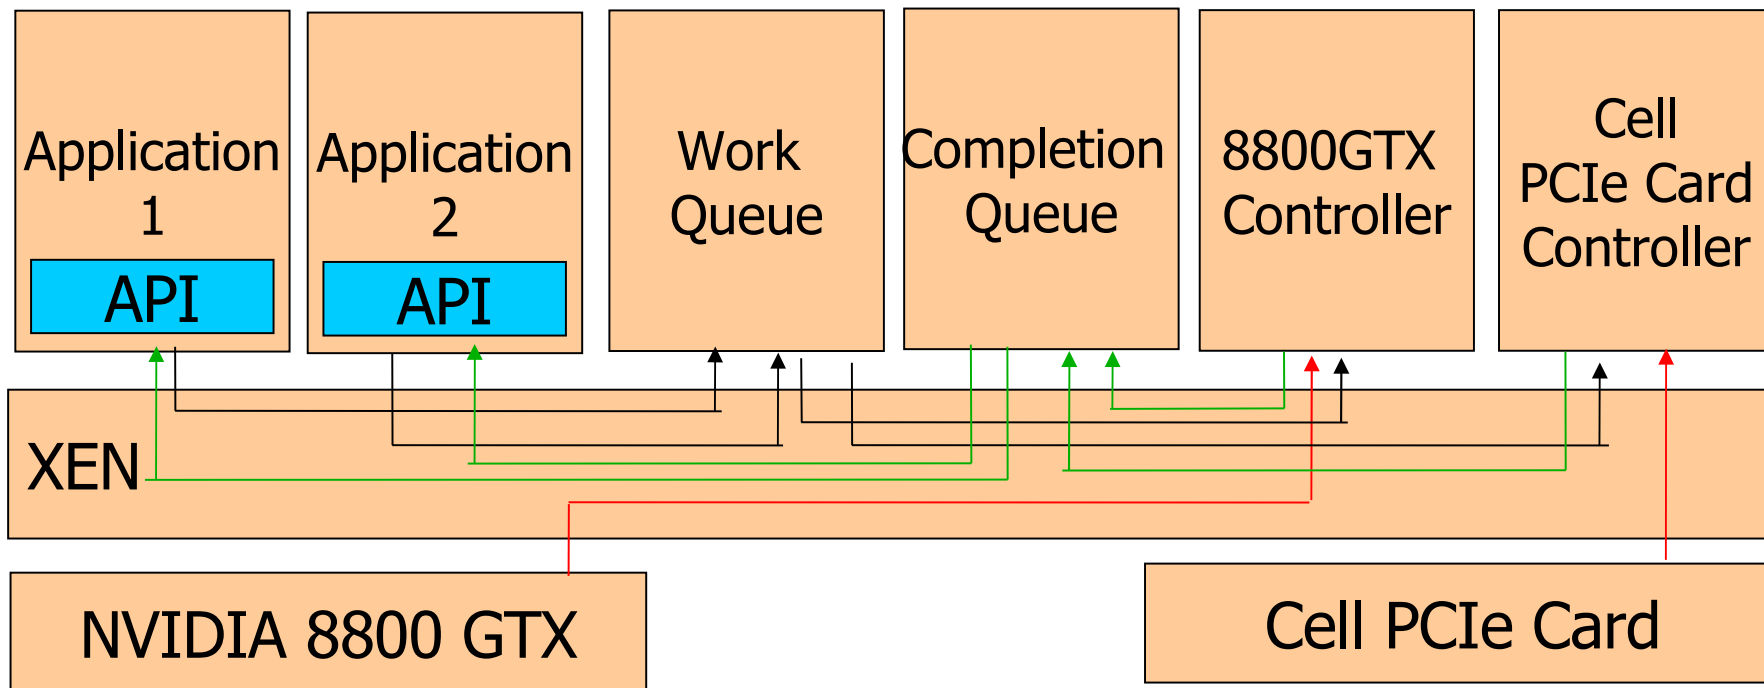 Application
1
API
Application
2
API
Work
Queue
Completion
Queue
8800GTX
Controller
Cell
PCIe Card
Controller
XEN
NVIDIA 8800 GTX
Cell PCIe Card